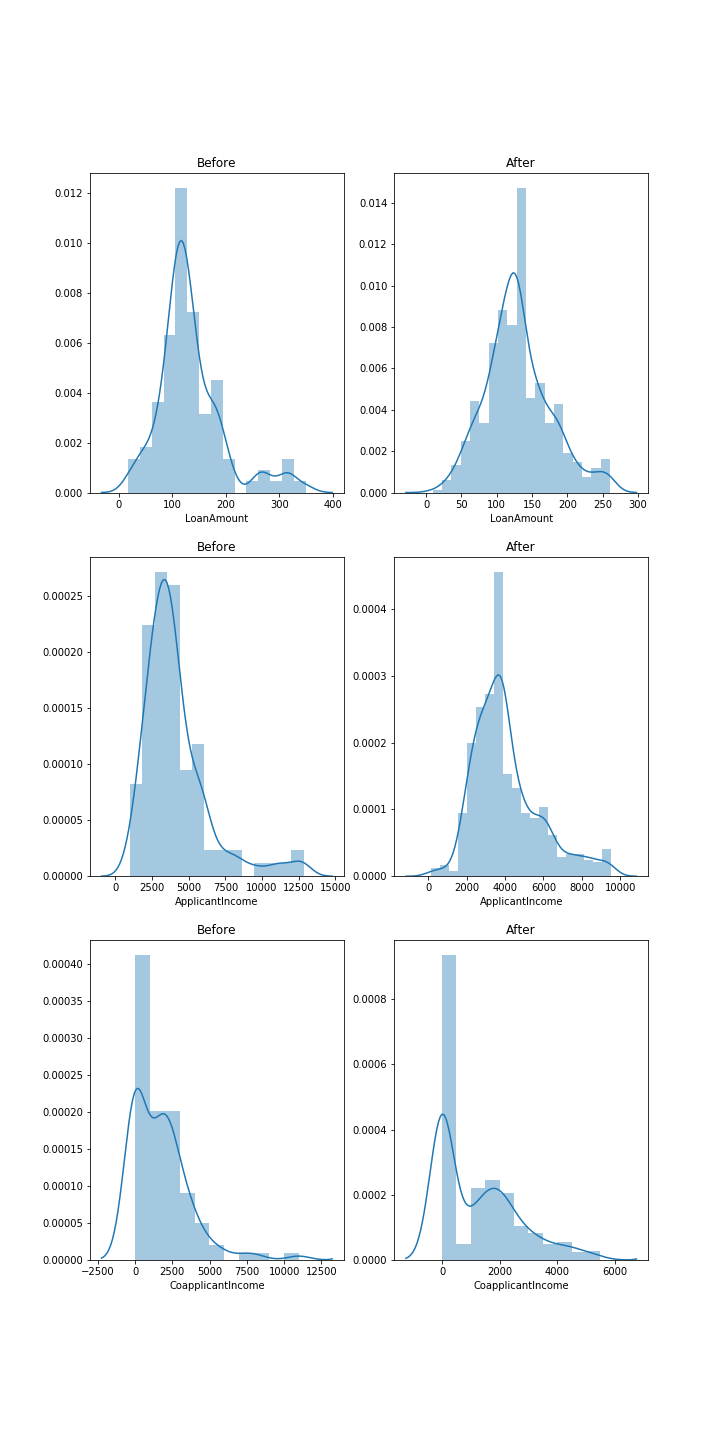 Before After
0.012
0.010
0.008
0.006
0.004
0.002
0.000
0 100 200 300 400
LoanAmount
0.014
0.012
0.010
0.008
0.006
0.004
0.002
0.000
0 50 100 150 200 250 300
LoanAmount
Before After
0.00025
0.00020
0.00015
0.00010
0.00005
0.00000
0 2500 5000 7500 10000 12500 15000
ApplicantIncome
0.0004
0.0003
0.0002
0.0001
0.0000
0 2000 4000 6000 8000 10000
ApplicantIncome
Before After
0.00040
0.00035
0.00030
0.00025
0.00020
0.00015
0.00010
0.00005
0.00000
−2500 0 2500 5000 7500 10000 12500
CoapplicantIncome
0.0008
0.0006
0.0004
0.0002
0.0000
0 2000 4000 6000
CoapplicantIncome